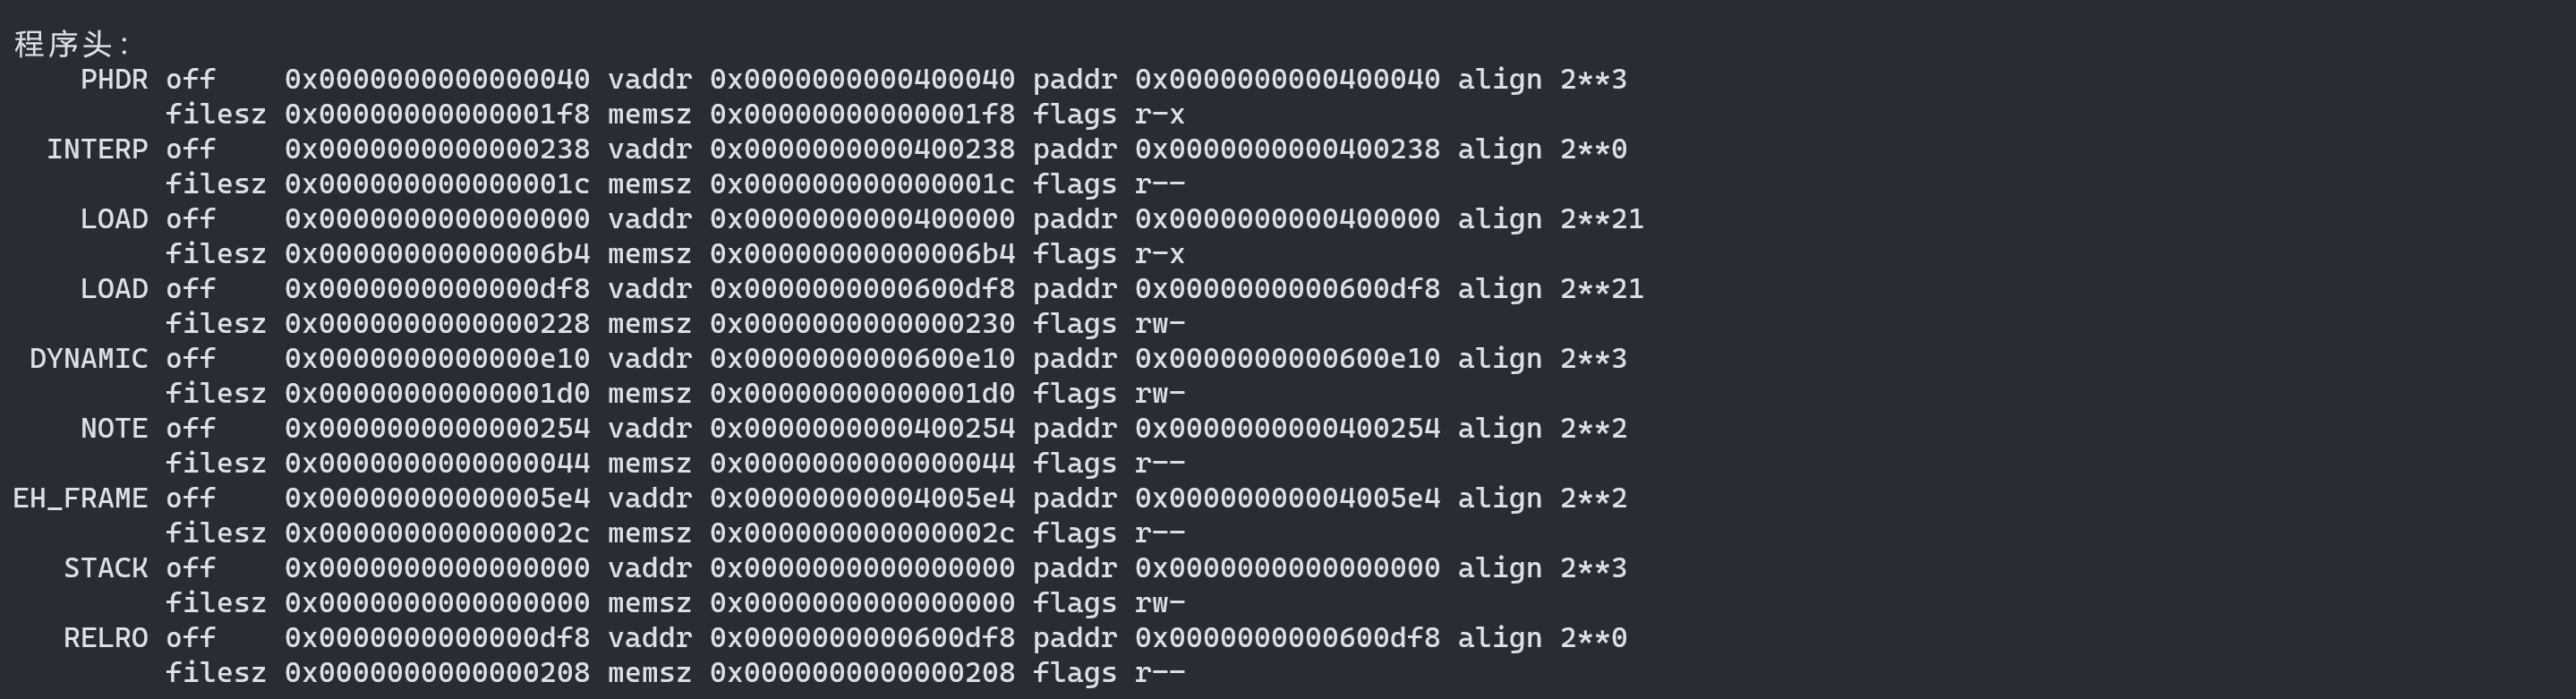 程序头：
    PHDR off    0x0000000000000040 vaddr 0x0000000000400040 paddr 0x0000000000400040 align 2**3
         filesz 0x00000000000001f8 memsz 0x00000000000001f8 flags r-x
  INTERP off    0x0000000000000238 vaddr 0x0000000000400238 paddr 0x0000000000400238 align 2**0
         filesz 0x000000000000001c memsz 0x000000000000001c flags r--
    LOAD off    0x0000000000000000 vaddr 0x0000000000400000 paddr 0x0000000000400000 align 2**21
         filesz 0x00000000000006b4 memsz 0x00000000000006b4 flags r-x
    LOAD off    0x0000000000000df8 vaddr 0x0000000000600df8 paddr 0x0000000000600df8 align 2**21
         filesz 0x0000000000000228 memsz 0x0000000000000230 flags rw-
 DYNAMIC off    0x0000000000000e10 vaddr 0x0000000000600e10 paddr 0x0000000000600e10 align 2**3
         filesz 0x00000000000001d0 memsz 0x00000000000001d0 flags rw-
    NOTE off    0x0000000000000254 vaddr 0x0000000000400254 paddr 0x0000000000400254 align 2**2
         filesz 0x0000000000000044 memsz 0x0000000000000044 flags r--
EH_FRAME off    0x00000000000005e4 vaddr 0x00000000004005e4 paddr 0x00000000004005e4 align 2**2
         filesz 0x000000000000002c memsz 0x000000000000002c flags r--
   STACK off    0x0000000000000000 vaddr 0x0000000000000000 paddr 0x0000000000000000 align 2**3
         filesz 0x0000000000000000 memsz 0x0000000000000000 flags rw-
   RELRO off    0x0000000000000df8 vaddr 0x0000000000600df8 paddr 0x0000000000600df8 align 2**0
         filesz 0x0000000000000208 memsz 0x0000000000000208 flags r--